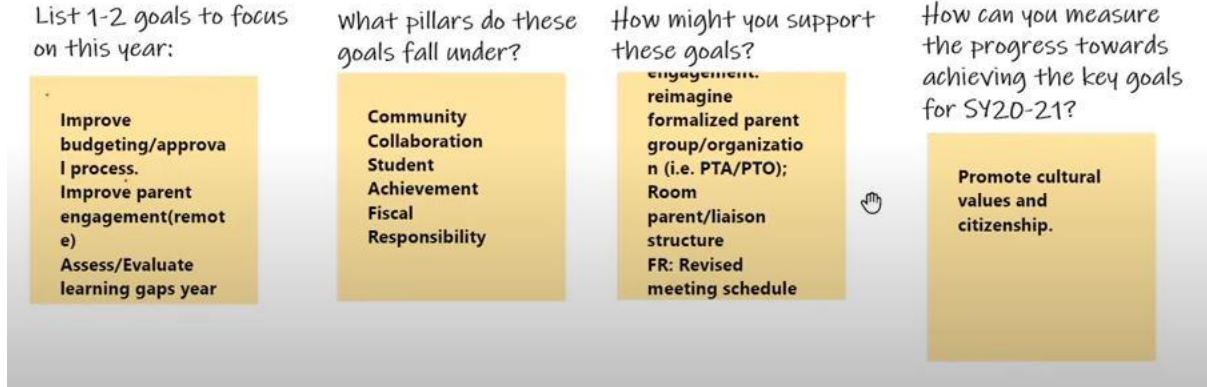 List 1-2 goals to focus
on this year:
Improve
budgeting/approva
l process.
Improve parent
engagement(remot
e)
Assess/Evaluate
learning gaps year
What pillars do these
goals fall under?
Community
Collaboration
Student
Achievement
Fiscal
Responsibility
How might you support
these goals?
engagement.
reimagine
formalized parent
group/organizatio
n (i.e. PTA/PTO);
Room
parent/liaison
structure
FR: Revised
meeting schedule
How can you measure
the progress towards
achieving the key goals
for SY20-21?
Promote cultural
values and
citizenship.